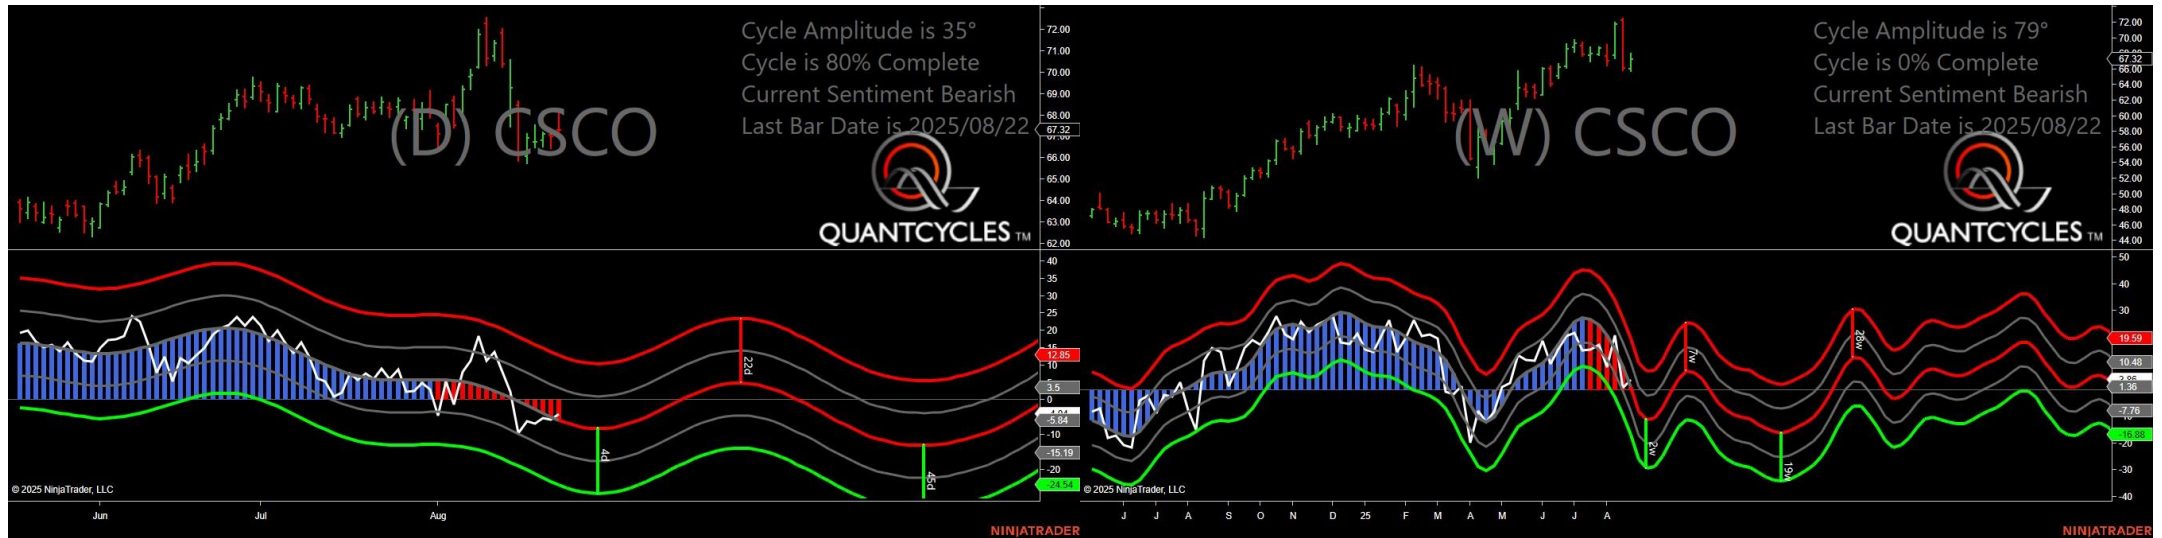 Cycle Amplitude is 35°
Cycle is 80% Complete
Current Sentiment Bearish
Last Bar Date is 2025/08/22
(D) CSCO
QUANTCYCLES TM
72.00
71.00
70.00
69.00
68.00
67.32
66.00
65.00
64.00
63.00
62.00
40
35
30
25
20
15
12.85
3.5
0
-5.84
-10
-15.19
-20
-24.54
22d
4d
45d
© 2025 NinjaTrader, LLC
Jun
Jul
Aug
NINJATRADER
Cycle Amplitude is 79°
Cycle is 0% Complete
Current Sentiment Bearish
Last Bar Date is 2025/08/22
(W) CSCO
QUANTCYCLES TM
72.00
70.00
67.32
66.00
64.00
62.00
60.00
58.00
56.00
54.00
52.00
50.00
48.00
46.00
44.00
50
40
30
19.59
10.48
1.36
-7.76
-16.88
-20
-30
-40
7w
28w
2w
19w
© 2025 NinjaTrader, LLC
J
J
A
S
O
N
D
25
F
M
A
M
J
J
A
NINJATRADER